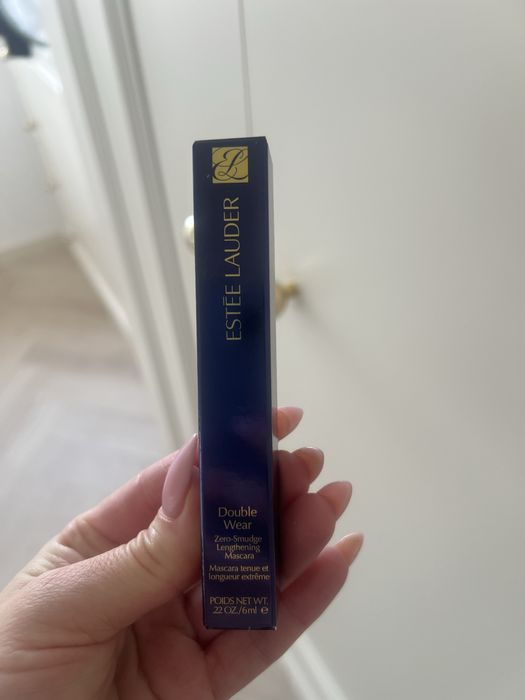 ESTĒE LAUDER
Double
Wear
Zero-Smudge
Lengthening
Mascara
Mascara tenue et
longueur extrême
POIDS NET WT.
.22 OZ./6ml ℮